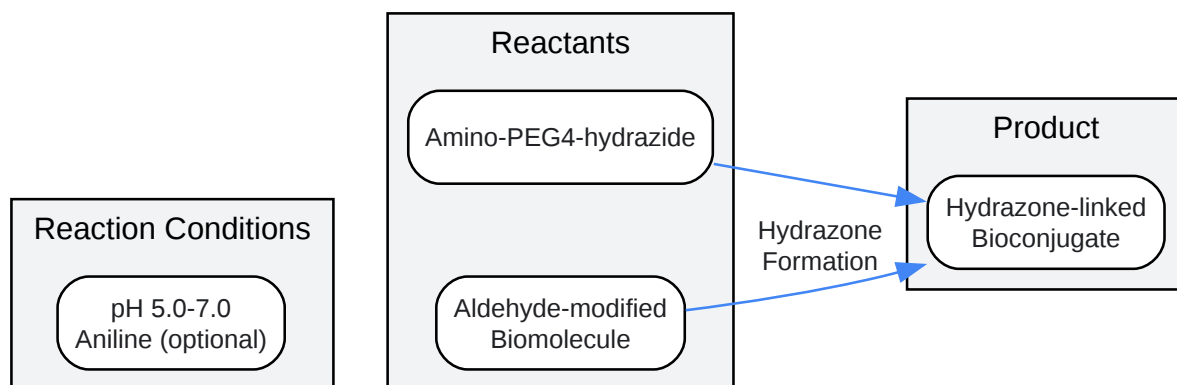 Reaction Conditions
pH 5.0-7.0
Aniline (optional)
Reactants
Amino-PEG4-hydrazide
Aldehyde-modified
Biomolecule
Hydrazone
Formation
Product
Hydrazone-linked
Bioconjugate